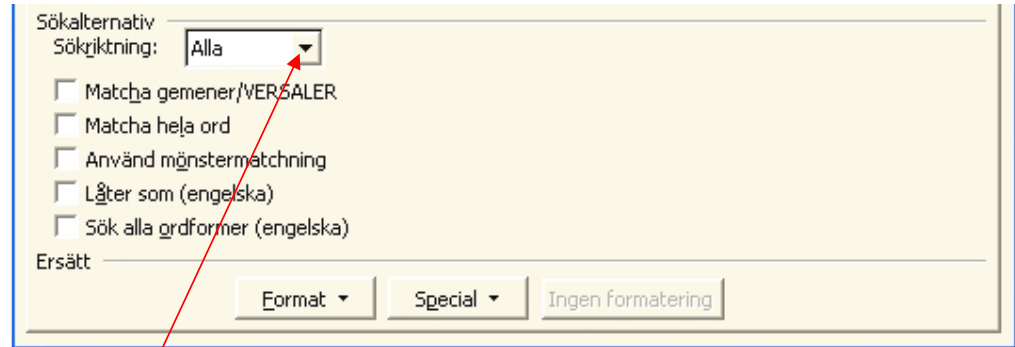 Sökalternativ
Sökriktning: Alla
Matcha gemener/VERSALER
Matcha hela ord
Använd mönstermatchning
Låter som (engelska)
Sök alla ordformer (engelska)
Ersätt
Format Special Ingen formatering